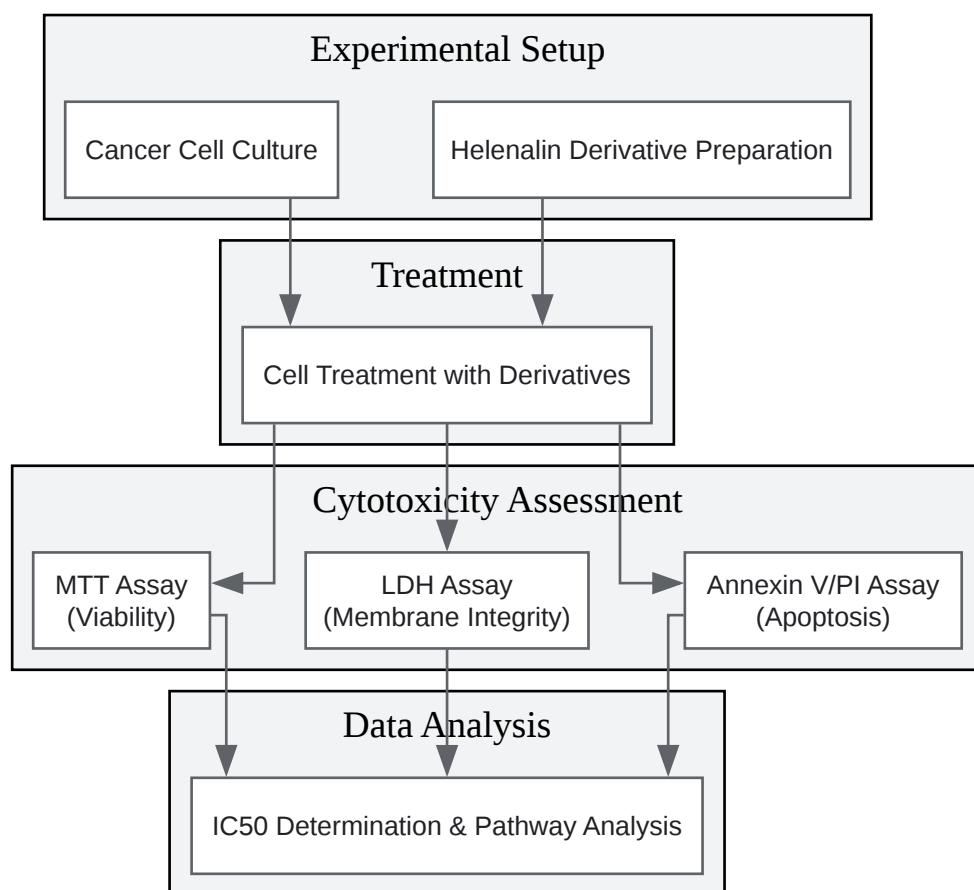 Experimental Setup
Cancer Cell Culture
Helenalin Derivative Preparation
Treatment
Cell Treatment with Derivatives
Cytotoxicity Assessment
MTT Assay
(Viability)
LDH Assay
(Membrane Integrity)
Annexin V/PI Assay
(Apoptosis)
Data Analysis
IC50 Determination & Pathway Analysis